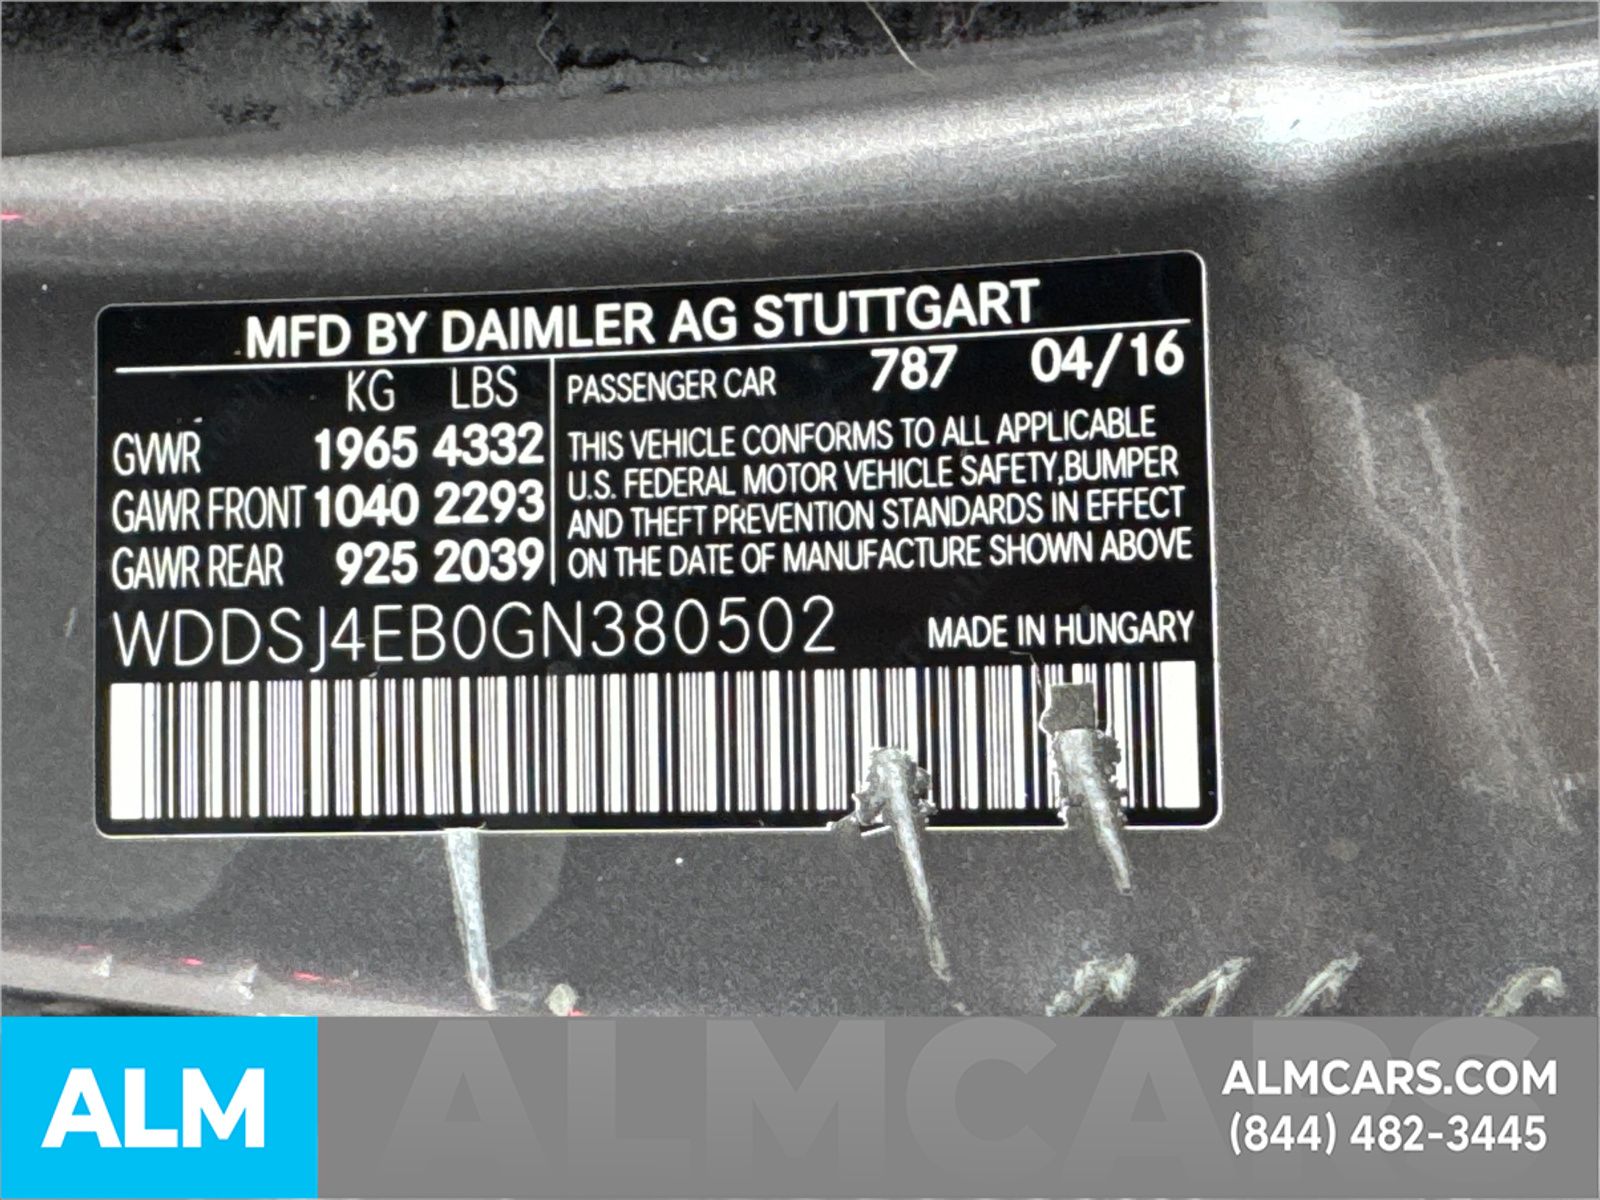 MFD BY DAIMLER AG STUTTGART
KG LBS
GVWR 1965 4332
GAWR FRONT 1040 2293
GAWR REAR 925 2039
PASSENGER CAR 787 04/16
THIS VEHICLE CONFORMS TO ALL APPLICABLE
U.S. FEDERAL MOTOR VEHICLE SAFETY,BUMPER
AND THEFT PREVENTION STANDARDS IN EFFECT
ON THE DATE OF MANUFACTURE SHOWN ABOVE
WDDSJ4EB0GN380502
MADE IN HUNGARY
ALM
ALMCARS
ALMCARS.COM
(844) 482-3445